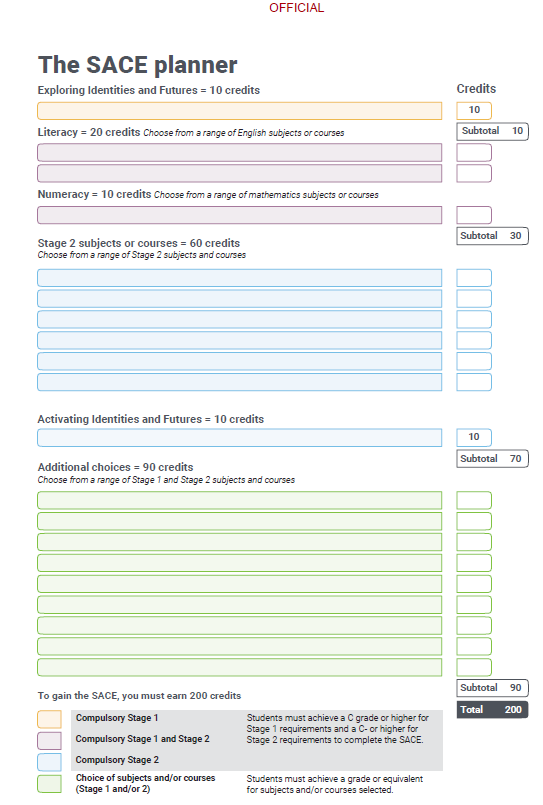 OFFICIAL
The SACE planner
Exploring Identities and Futures = 10 credits
Credits
10
Literacy = 20 credits Choose from a range of English subjects or courses
Subtotal 10
Numeracy = 10 credits Choose from a range of mathematics subjects or courses
Subtotal 30
Stage 2 subjects or courses = 60 credits
Choose from a range of Stage 2 subjects and courses
Activating Identities and Futures = 10 credits
10
Subtotal 70
Additional choices = 90 credits
Choose from a range of Stage 1 and Stage 2 subjects and courses
Subtotal 90
To gain the SACE, you must earn 200 credits
Total 200
Compulsory Stage 1
Compulsory Stage 1 and Stage 2
Compulsory Stage 2
Students must achieve a C grade or higher for
Stage 1 requirements and a C- or higher for
Stage 2 requirements to complete the SACE.
Choice of subjects and/or courses
(Stage 1 and/or 2)
Students must achieve a grade or equivalent
for subjects and/or courses selected.